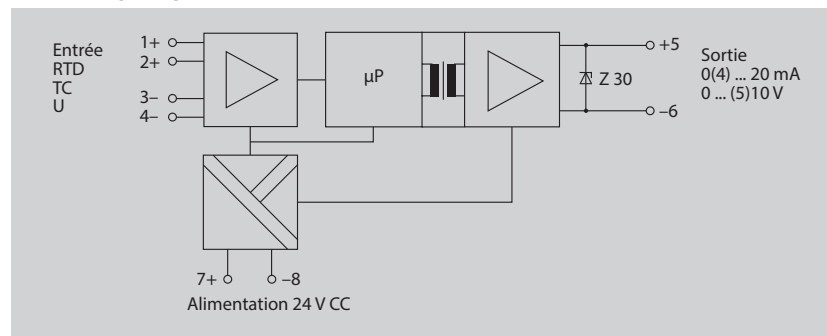 Entrée
RTD
TC
U
1+
2+
3–
4–
µP
+5
Z 30
–6
Sortie
0(4) ... 20 mA
0 ... (5)10 V
7+
–8
Alimentation 24 V CC